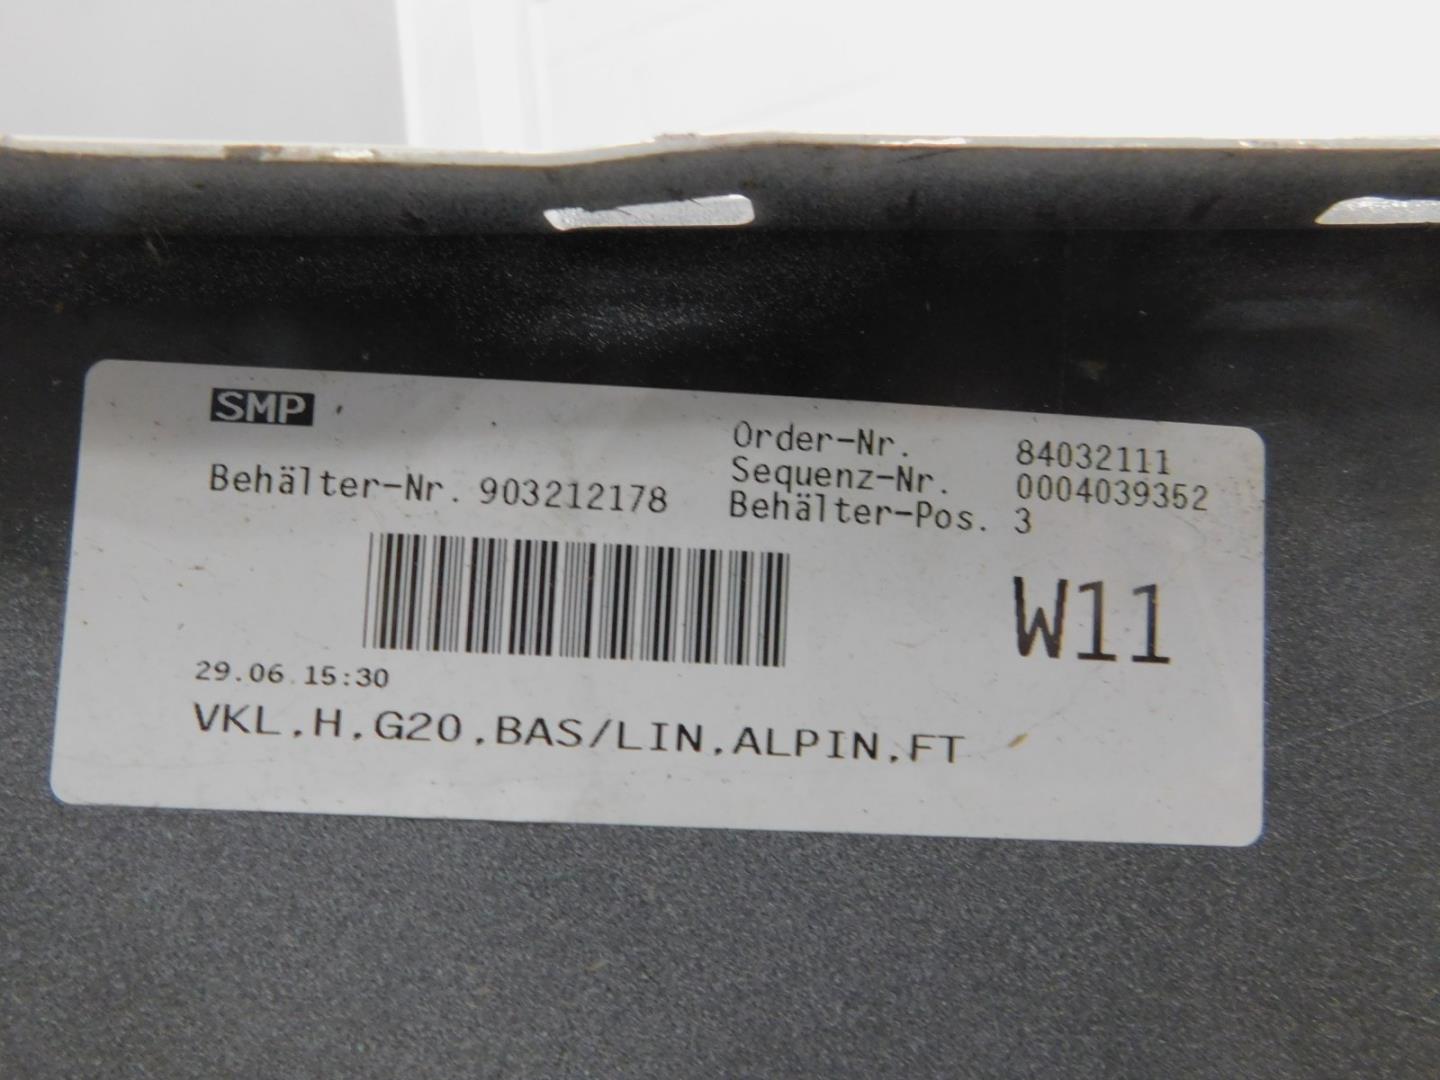 SMP
Order-Nr. 84032111
Sequenz-Nr. 0004039352
Behälter-Nr. 903212178
Behälter-Pos. 3
W11
29.06 15:30
VKL,H,G20,BAS/LIN,ALPIN,FT